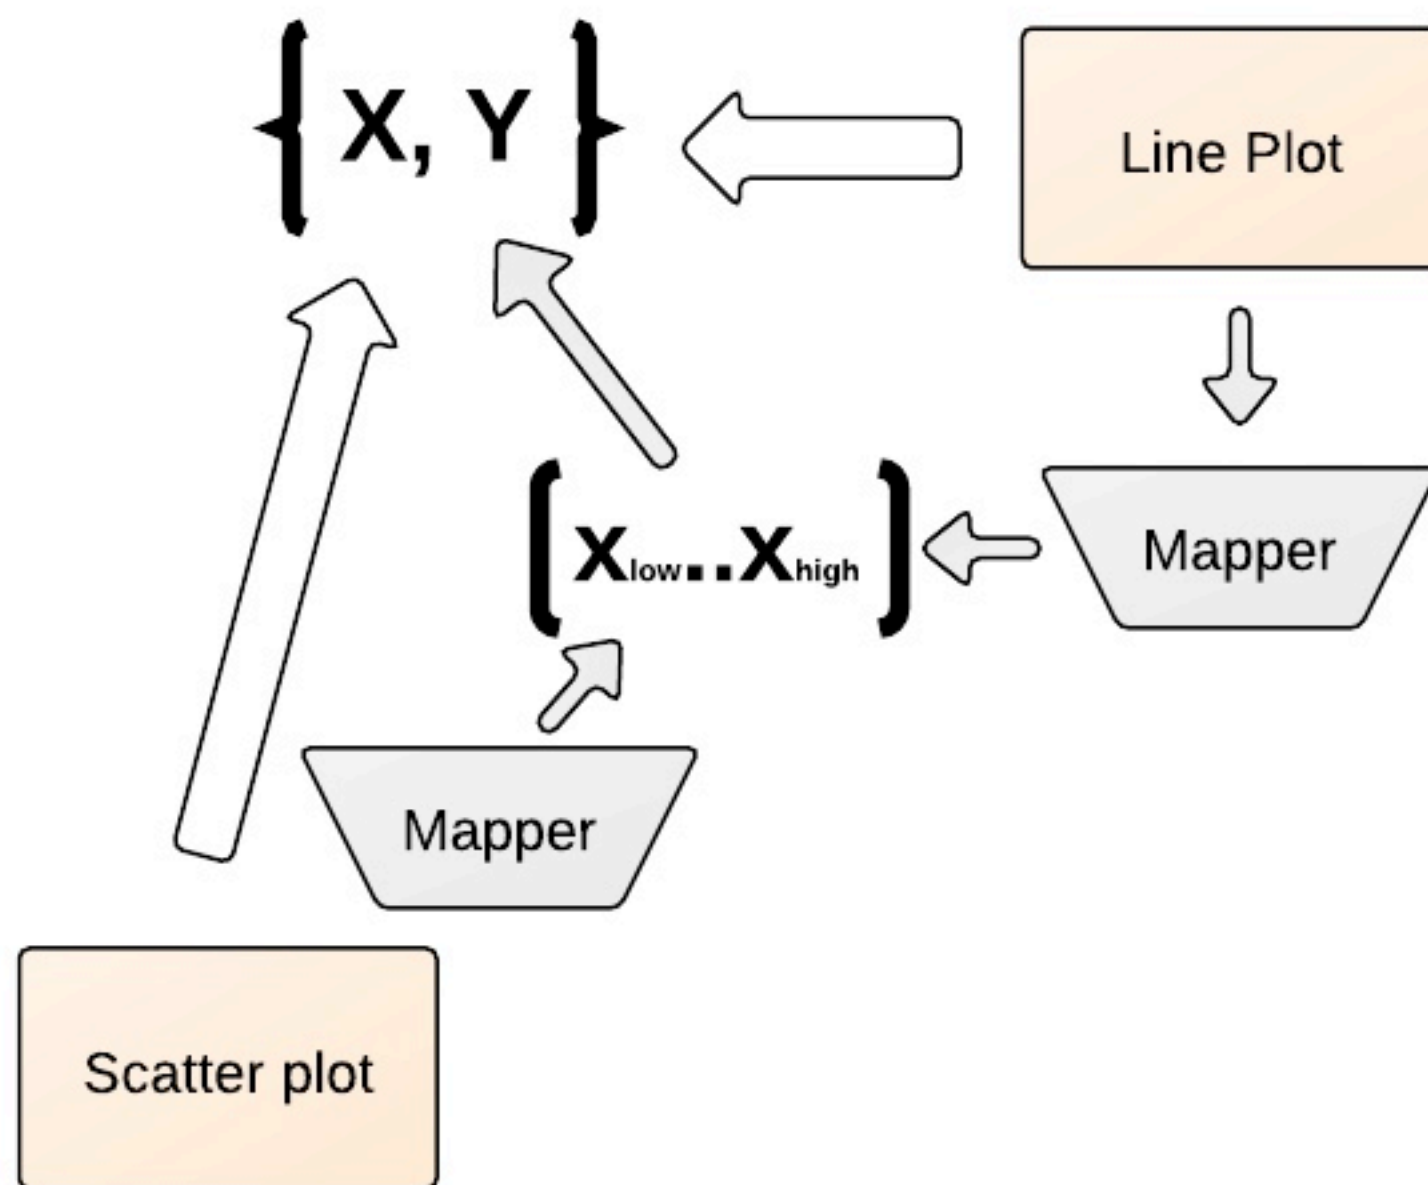 { X, Y }
Line Plot
[ Xlow..Xhigh ]
Mapper
Mapper
Scatter plot